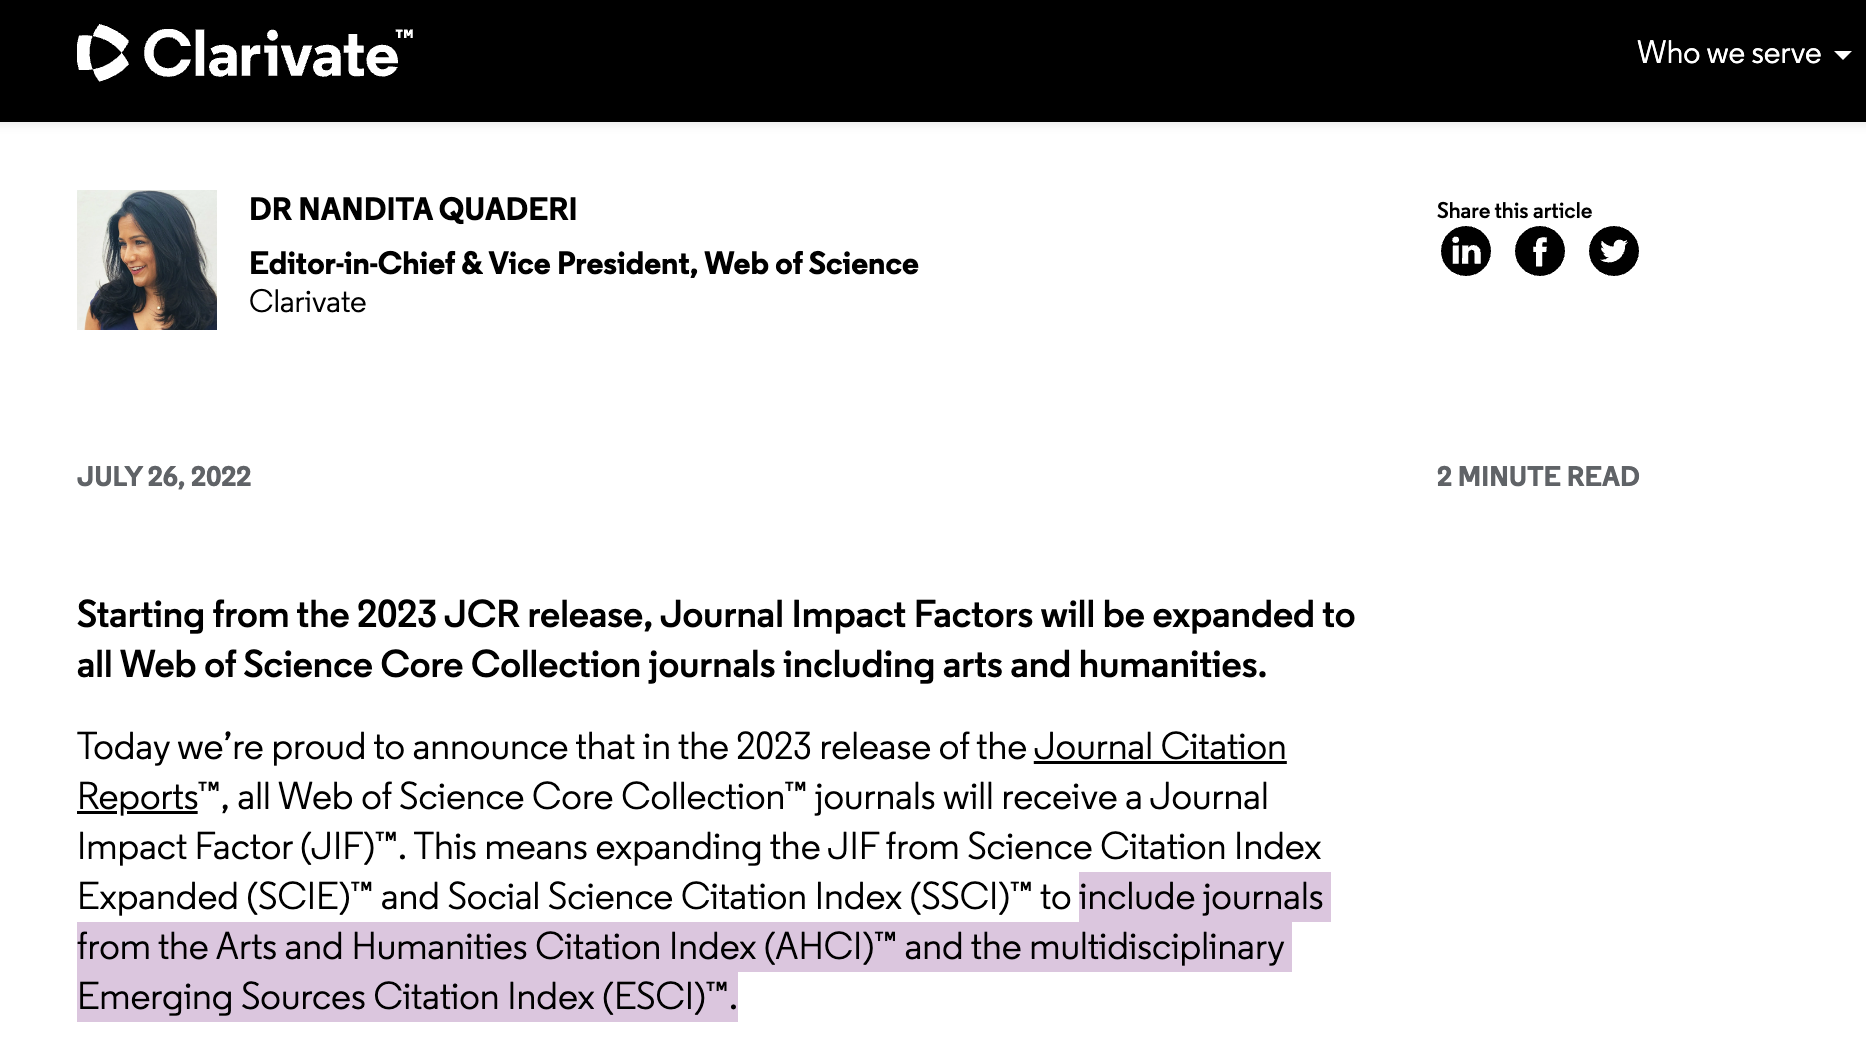 Clarivate™
Who we serve
DR NANDITA QUADERI
Editor-in-Chief & Vice President, Web of Science
Clarivate
Share this article
in f
JULY 26, 2022
2 MINUTE READ
Starting from the 2023 JCR release, Journal Impact Factors will be expanded to
all Web of Science Core Collection journals including arts and humanities.
Today we’re proud to announce that in the 2023 release of the Journal Citation
Reports™, all Web of Science Core Collection™ journals will receive a Journal
Impact Factor (JIF)™. This means expanding the JIF from Science Citation Index
Expanded (SCIE)™ and Social Science Citation Index (SSCI)™ to include journals
from the Arts and Humanities Citation Index (AHCI)™ and the multidisciplinary
Emerging Sources Citation Index (ESCI)™.